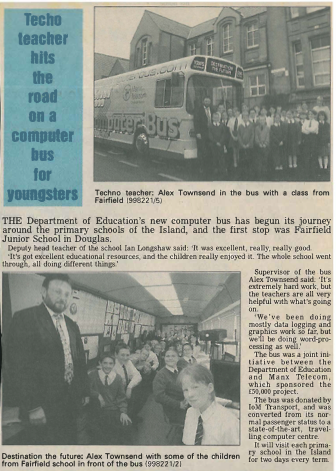 Techo
teacher
hits
the
road
on a
computer
bus
for
youngsters
DESTINATION
THE FUTURE
computerBus
Techno teacher: Alex Townsend in the bus with a class from
Fairfield (998221/5)
THE Department of Education's new computer bus has begun its journey
around the primary schools of the Island, and the first stop was Fairfield
Junior School in Douglas.
Deputy head teacher of the school Ian Longshaw said: 'It was excellent, really, really good.
'It's got excellent educational resources, and the children really enjoyed it. The whole school went
through, all doing different things.'
Supervisor of the bus
Alex Townsend said: 'It's
extremely hard work, but
the teachers are all very
helpful with what's going
on.
'We've been doing
mostly data logging and
graphics work so far, but
we'll be doing word-pro-
cessing as well.'
The bus was a joint ini-
tiative between the
Department of Education
and Manx Telecom,
which sponsored the
£50,000 project.
The bus was donated by
IoM Transport, and was
converted from its nor-
mal passenger status to a
state-of-the-art, travel-
ling computer centre.
It will visit each prima-
ry school in the Island
for two days every term.
Destination the future: Alex Townsend with some of the children
from Fairfield school in front of the bus (998221/2)